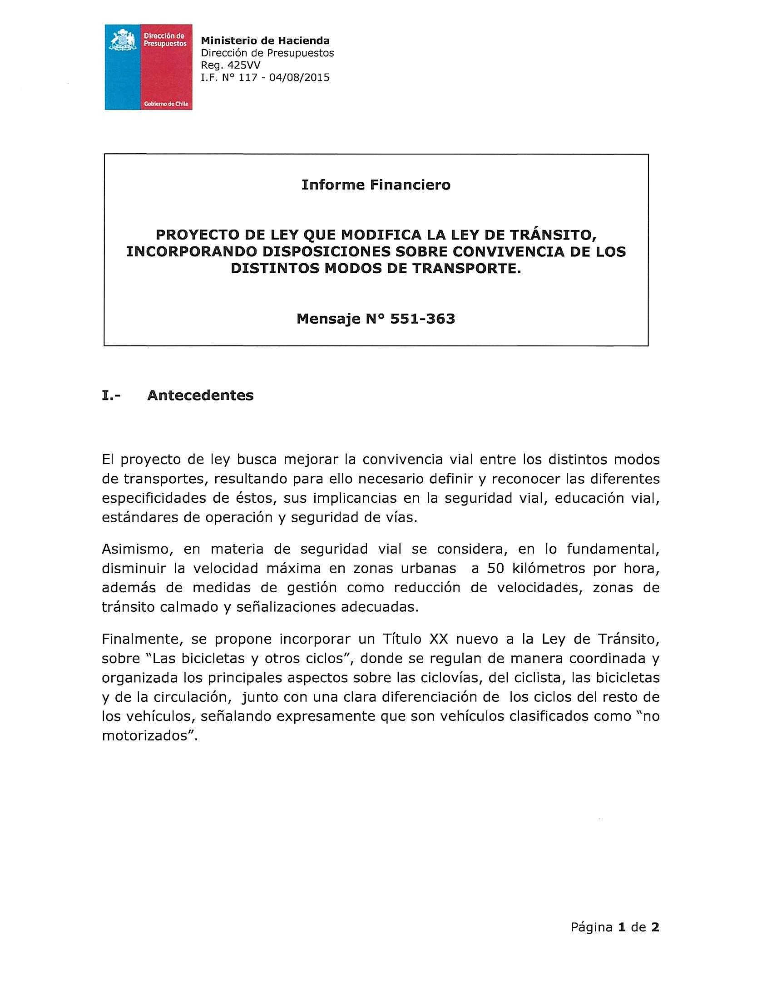 Dirección de
Presupuestos
Gobierno de Chile
Ministerio de Hacienda
Dirección de Presupuestos
Reg. 425VV
I.F. N° 117 - 04/08/2015
Informe Financiero
PROYECTO DE LEY QUE MODIFICA LA LEY DE TRÁNSITO,
INCORPORANDO DISPOSICIONES SOBRE CONVIVENCIA DE LOS
DISTINTOS MODOS DE TRANSPORTE.
Mensaje N° 551-363
I.- Antecedentes
El proyecto de ley busca mejorar la convivencia vial entre los distintos modos
de transportes, resultando para ello necesario definir y reconocer las diferentes
especificidades de éstos, sus implicancias en la seguridad vial, educación vial,
estándares de operación y seguridad de vías.
Asimismo, en materia de seguridad vial se considera, en lo fundamental,
disminuir la velocidad máxima en zonas urbanas a 50 kilómetros por hora,
además de medidas de gestión como reducción de velocidades, zonas de
tránsito calmado y señalizaciones adecuadas.
Finalmente, se propone incorporar un Título XX nuevo a la Ley de Tránsito,
sobre "Las bicicletas y otros ciclos", donde se regulan de manera coordinada y
organizada los principales aspectos sobre las ciclovías, del ciclista, las bicicletas
y de la circulación, junto con una clara diferenciación de los ciclos del resto de
los vehículos, señalando expresamente que son vehículos clasificados como "no
motorizados".
Página 1 de 2